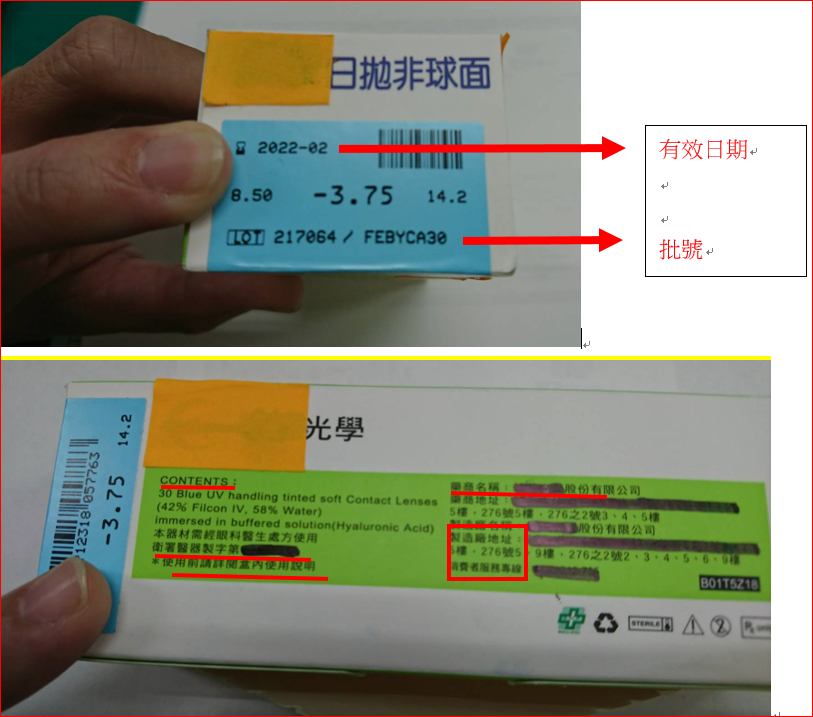 日拋非球面
2022-02
有效日期
8.50 -3.75 14.2
LOT 217064 / FEBYCA30
批號
光學
14.2
-3.75
12318 057763
CONTENTS :
30 Blue UV handling tinted soft Contact Lenses
(42% Filcon IV, 58% Water)
immersed in buffered solution(Hyaluronic Acid)
本器材需經眼科醫生處方使用
衛署醫器製字第
*使用前請詳閱盒內使用說明
藥商名稱: 股份有限公司
藥商地址:
5樓、276號5樓、276之2號3、4、5樓
股份有限公司
製造廠地址:
5樓、276號5、9樓、276之2號2、3、4、5、6、9樓
消費者服務專線
B01T5Z18
STERILE
2